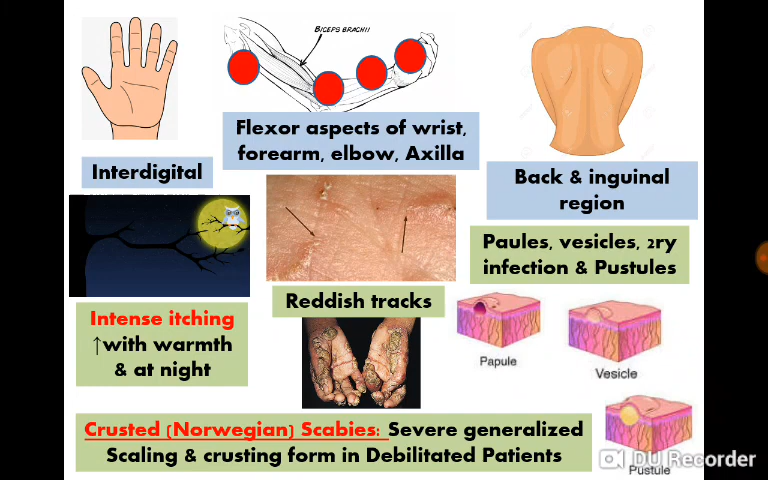 BICEPS BRACHII
Flexor aspects of wrist,
forearm, elbow, Axilla
Interdigital
Back & inguinal
region
Paules, vesicles, 2ry
infection & Pustules
Reddish tracks
Intense itching
↑with warmth
& at night
Papule
Vesicle
Crusted (Norwegian) Scabies: Severe generalized
Scaling & crusting form in Debilitated Patients
Pustule
DU Recorder